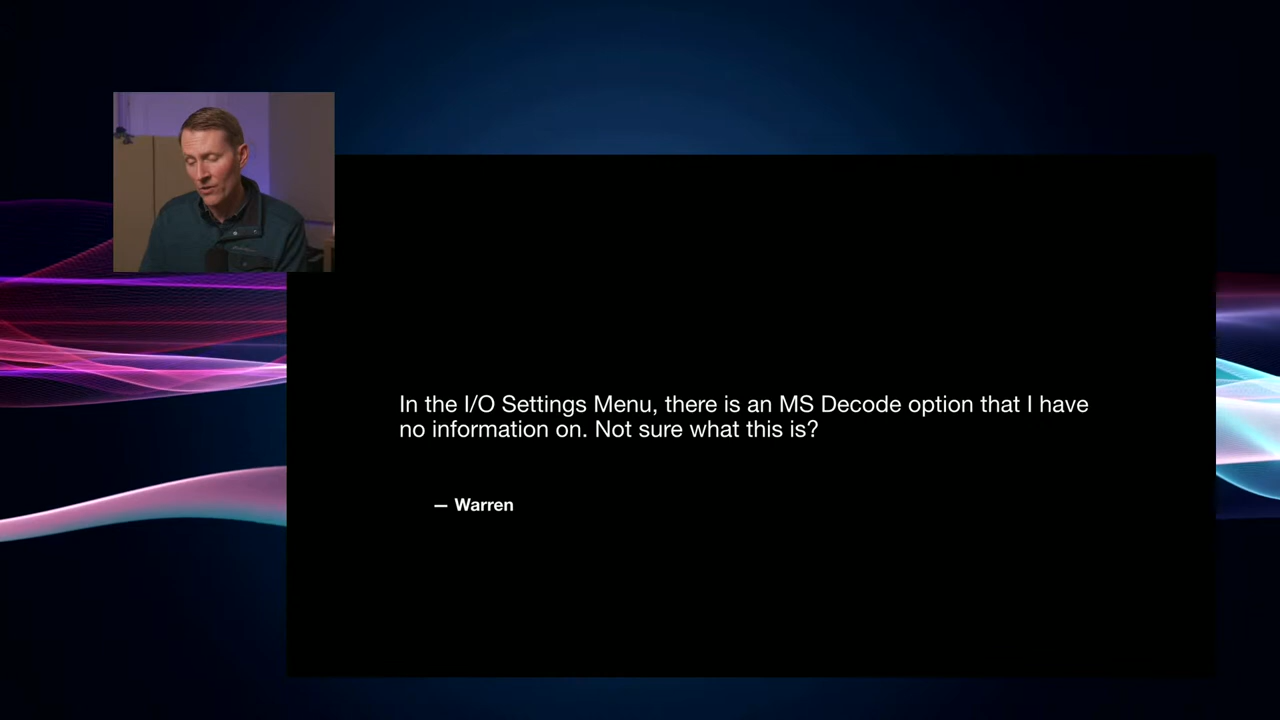 In the I/O Settings Menu, there is an MS Decode option that I have
no information on. Not sure what this is?
— Warren